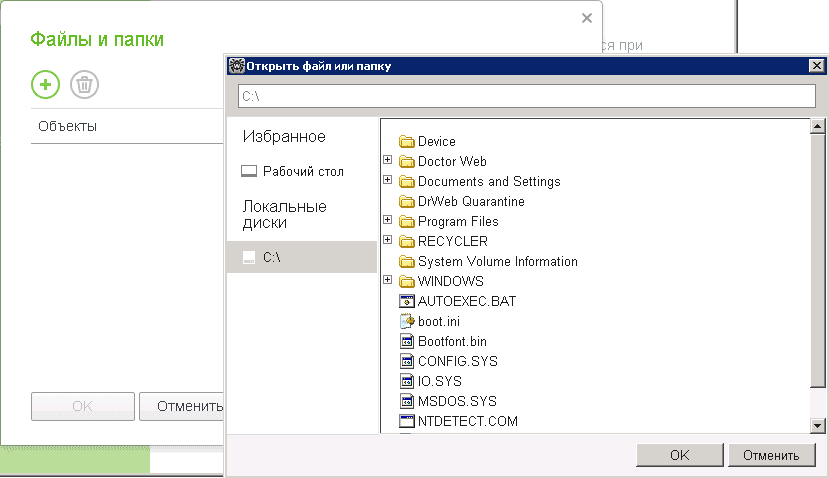 Файлы и папки
ся при
Объекты
OK
Отменить
Открыть файл или папку
C:\
Избранное
Рабочий стол
Локальные
диски
C:\
Device
Doctor Web
Documents and Settings
DrWeb Quarantine
Program Files
RECYCLER
System Volume Information
WINDOWS
AUTOEXEC.BAT
boot.ini
Bootfont.bin
CONFIG.SYS
IO.SYS
MSDOS.SYS
NTDETECT.COM
OK
Отменить